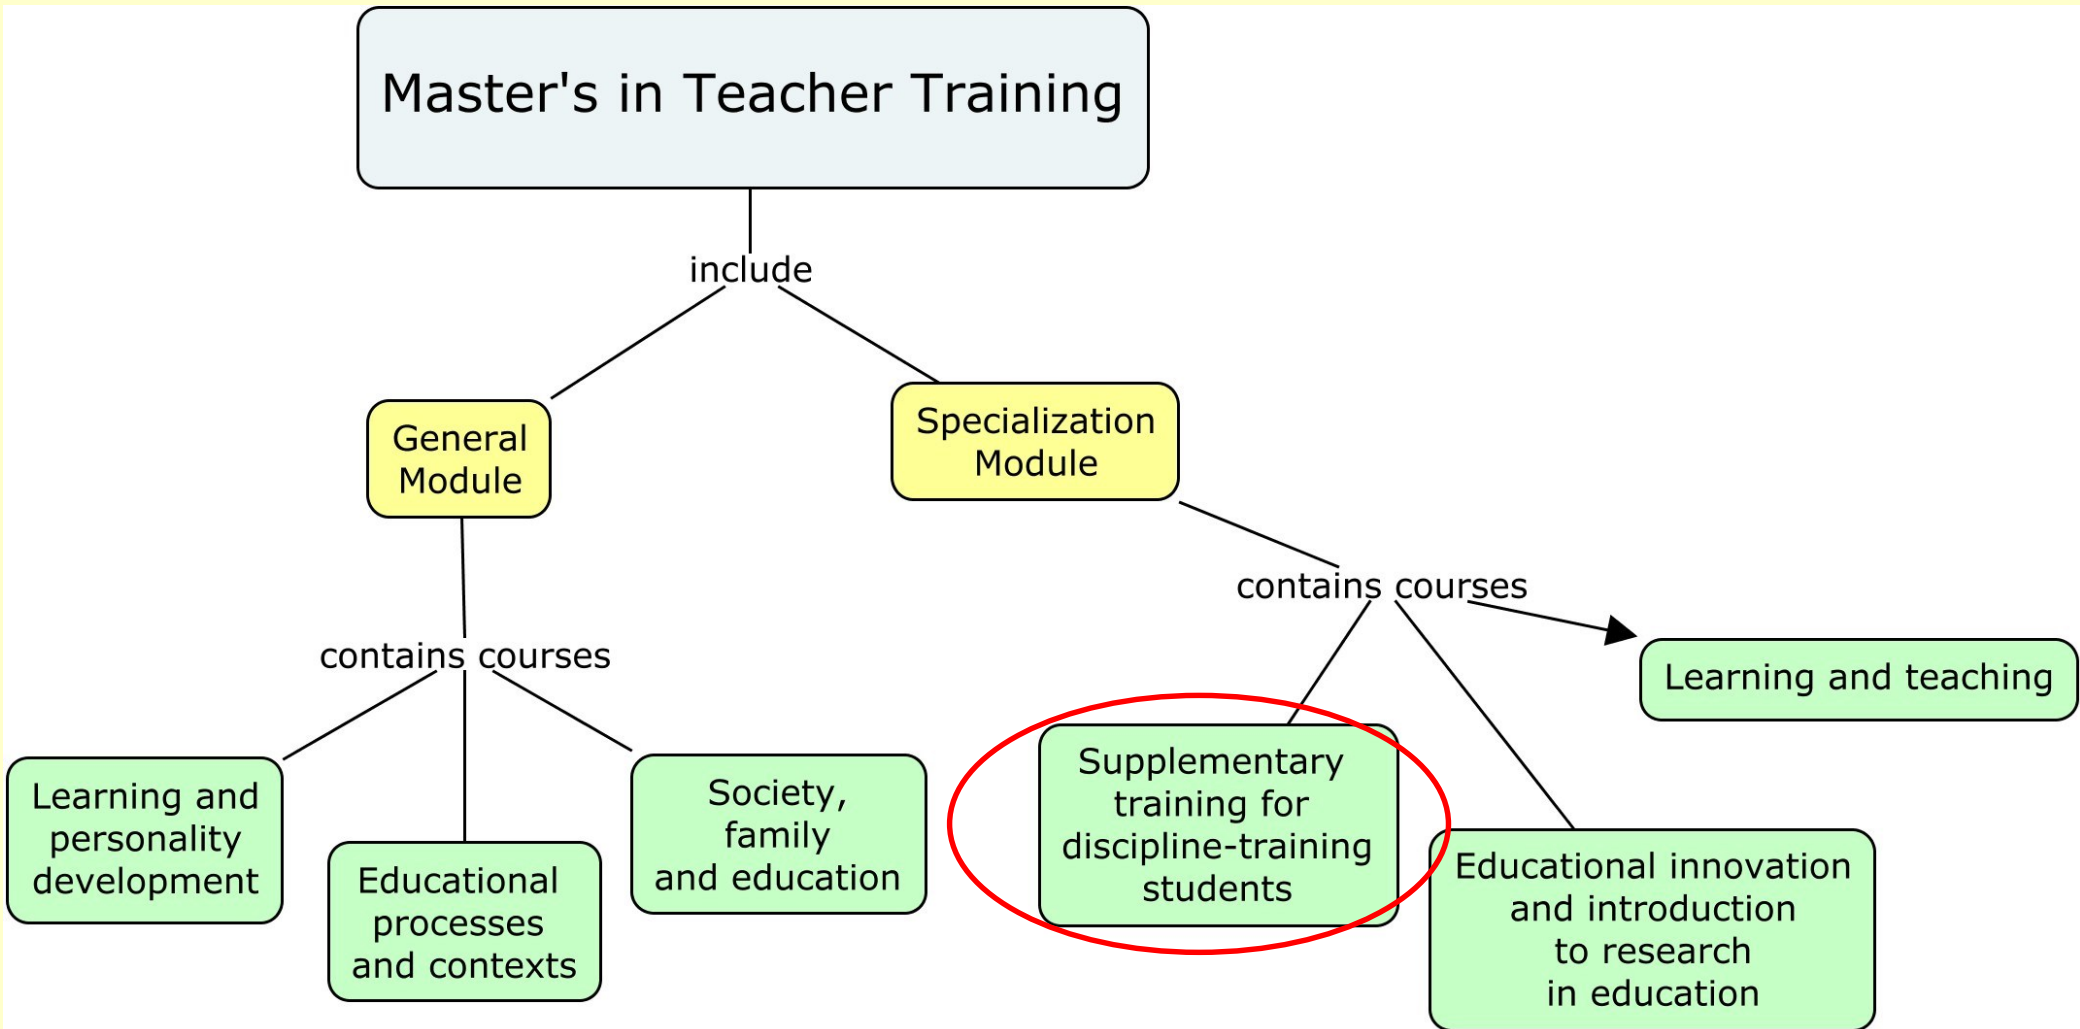 Master's in Teacher Training
include
General
Module
Specialization
Module
contains courses
contains courses
Learning and
personality
development
Educational
processes
and contexts
Society,
family
and education
Supplementary
training for
discipline-training
students
Educational innovation
and introduction
to research
in education
Learning and teaching